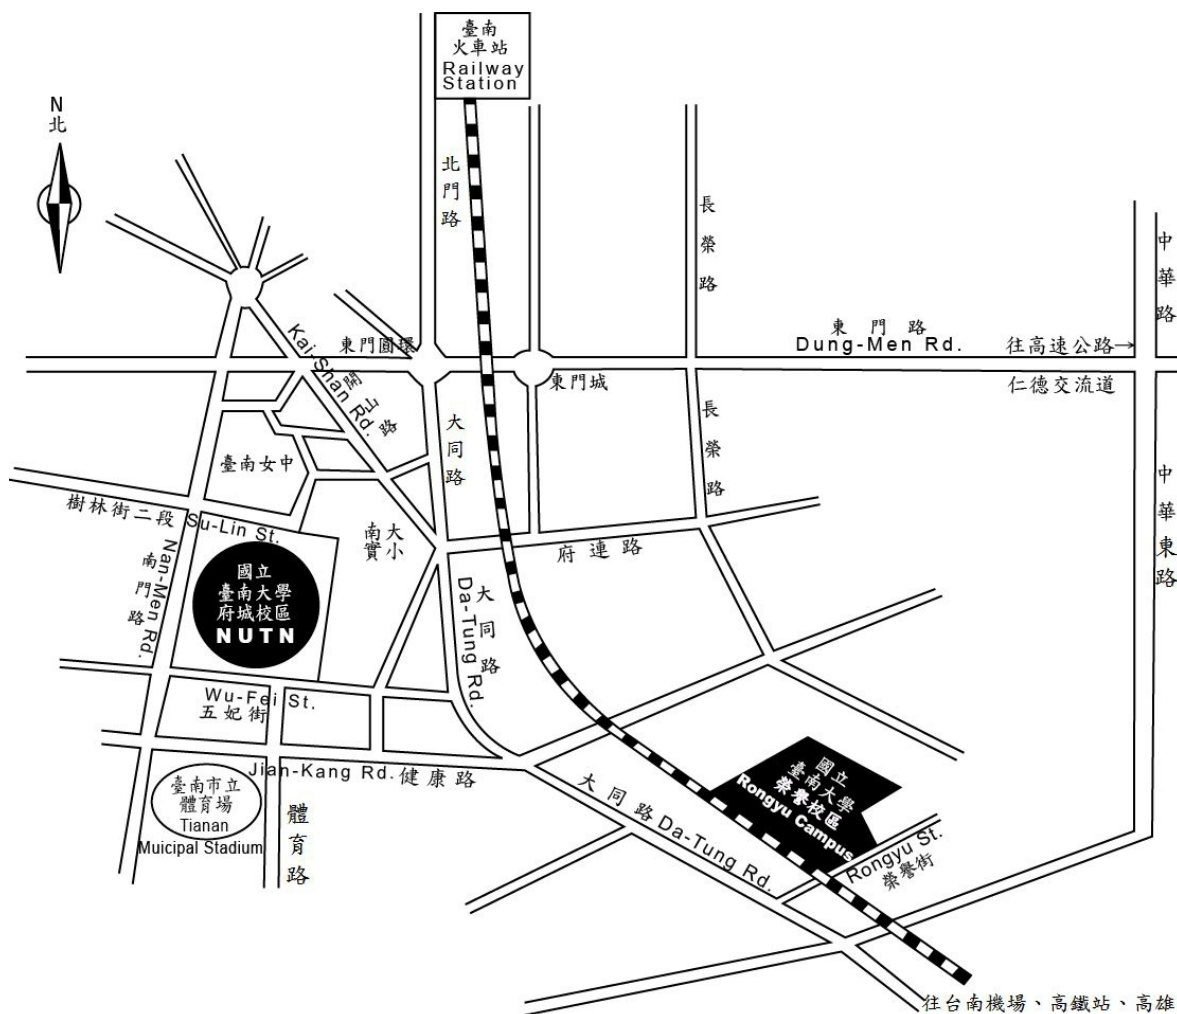 臺南
火車站
Railway
Station
N
北
北門路
長榮路
中華路
東門路
Dung-Men Rd.
往高速公路→
仁德交流道
東門圓環
東門城
Kai-Shan Rd.
開山路
大同路
長榮路
中華東路
臺南女中
樹林街二段 Su-Lin St.
南大
實小
府連路
Nan-Men Rd.
南門路
國立
臺南大學
府城校區
NUTN
Da-Tung Rd.
大同路
Wu-Fei St.
五妃街
Jian-Kang Rd. 健康路
臺南市立
體育場
Tianan
Muicipal Stadium
體育路
大同路 Da-Tung Rd.
國立
臺南大學
榮譽校區
Rongyu Campus
Rongyu St.
榮譽街
往台南機場、高鐵站、高雄